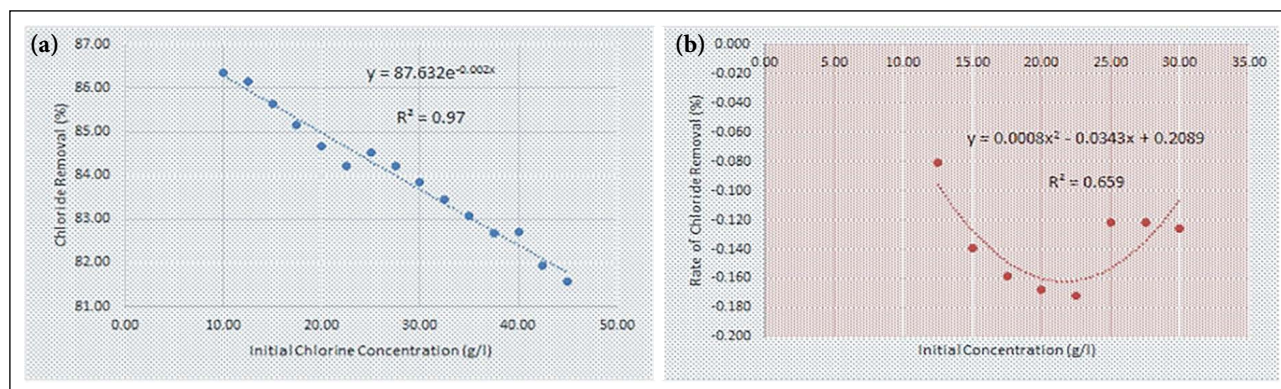 (a)
87.00
86.00
85.00
84.00
83.00
82.00
81.00
Chloride Removal (%)
y = 87.632e^-0.002x
R² = 0.97
0.00 10.00 20.00 30.00 40.00 50.00
Initial Chlorine Concentration (g/l)
(b)
0.000
-0.020
-0.040
-0.060
-0.080
-0.100
-0.120
-0.140
-0.160
-0.180
-0.200
Rate of Chloride Removal (%)
0.00 5.00 10.00 15.00 20.00 25.00 30.00 35.00
y = 0.0008x² - 0.0343x + 0.2089
R² = 0.659
Initial Concentration (g/l)